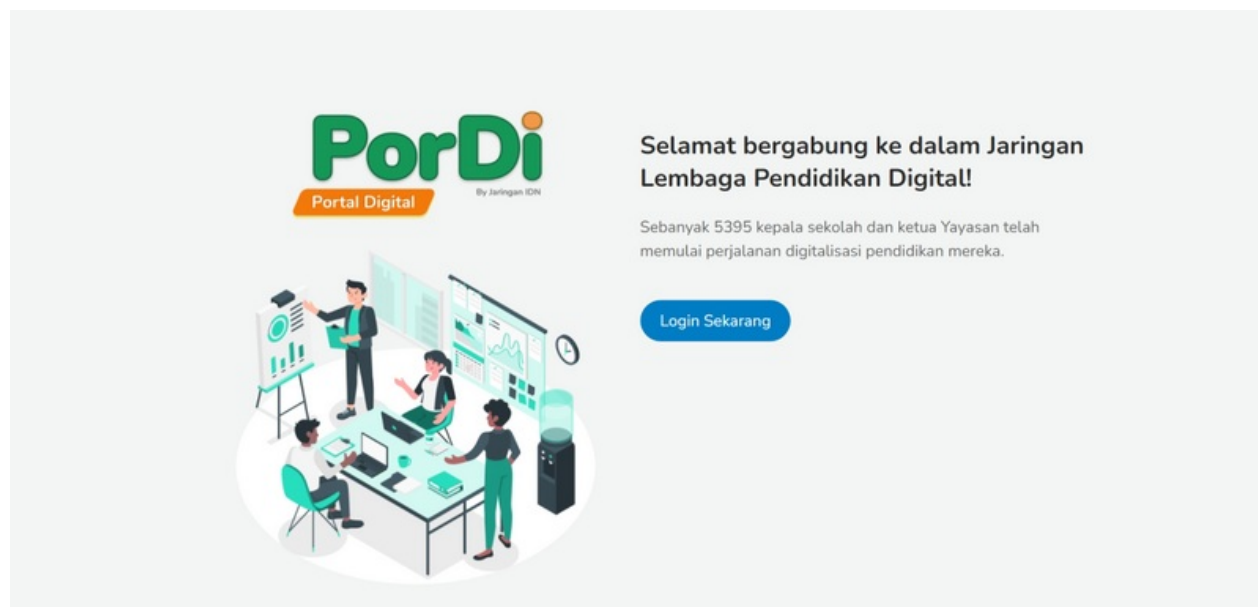 PorDi
By Jaringan IDN
Portal Digital
Selamat bergabung ke dalam Jaringan
Lembaga Pendidikan Digital!
Sebanyak 5395 kepala sekolah dan ketua Yayasan telah
memulai perjalanan digitalisasi pendidikan mereka.
Login Sekarang